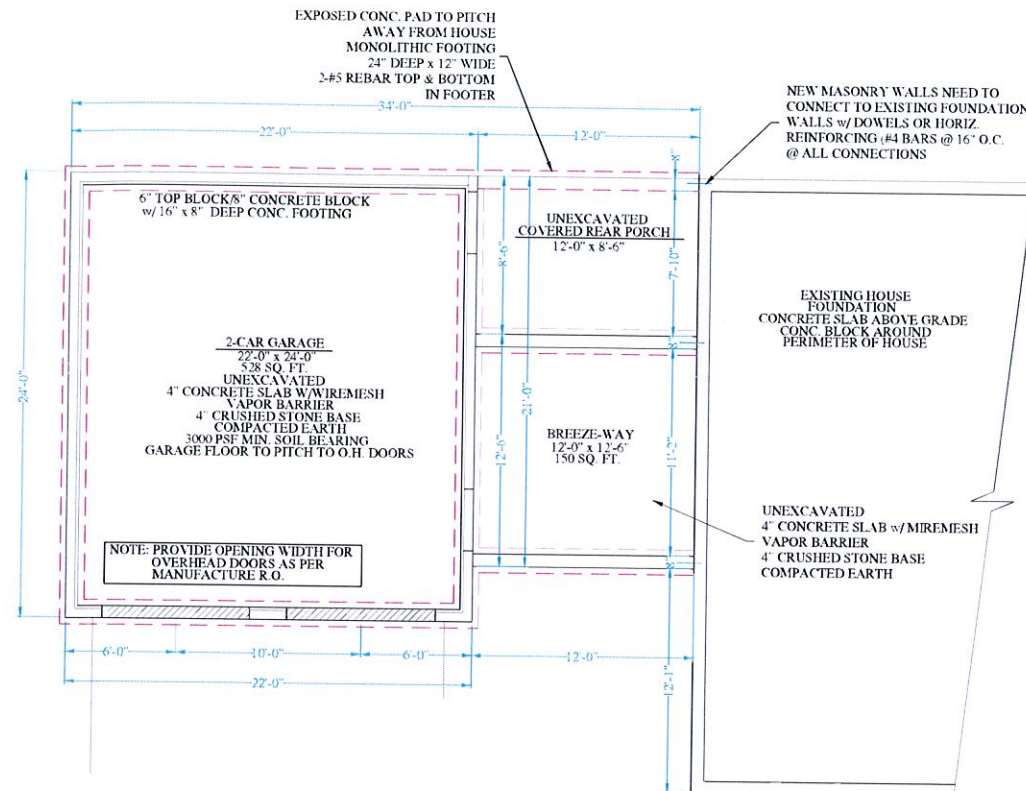 EXPOSED CONC. PAD TO PITCH
AWAY FROM HOUSE
MONOLITHIC FOOTING
24" DEEP x 12" WIDE
2-#5 REBAR TOP & BOTTOM
IN FOOTER
NEW MASONRY WALLS NEED TO
CONNECT TO EXISTING FOUNDATION
WALLS w/ DOWELS OR HORIZ.
REINFORCING (#4 BARS @ 16" O.C.
@ ALL CONNECTIONS
34'-0"
22'-0"
12'-0"
8"
6" TOP BLOCK/8" CONCRETE BLOCK
w/ 16" x 8" DEEP CONC. FOOTING
UNEXCAVATED
COVERED REAR PORCH
12'-0" x 8'-6"
8'-6"
7'-10"
8"
EXISTING HOUSE
FOUNDATION
CONCRETE SLAB ABOVE GRADE
CONC. BLOCK AROUND
PERIMETER OF HOUSE
24'-0"
2-CAR GARAGE
22'-0" x 24'-0"
528 SQ. FT.
UNEXCAVATED
4" CONCRETE SLAB W/WIREMESH
VAPOR BARRIER
4" CRUSHED STONE BASE
COMPACTED EARTH
3000 PSF MIN. SOIL BEARING
GARAGE FLOOR TO PITCH TO O.H. DOORS
21'-0"
12'-6"
BREEZE-WAY
12'-0" x 12'-6"
150 SQ. FT.
11'-2"
8"
UNEXCAVATED
4" CONCRETE SLAB w/ MIREMESH
VAPOR BARRIER
4" CRUSHED STONE BASE
COMPACTED EARTH
NOTE: PROVIDE OPENING WIDTH FOR
OVERHEAD DOORS AS PER
MANUFACTURE R.O.
6'-0"
10'-0"
6'-0"
12'-0"
22'-0"
12'-1"